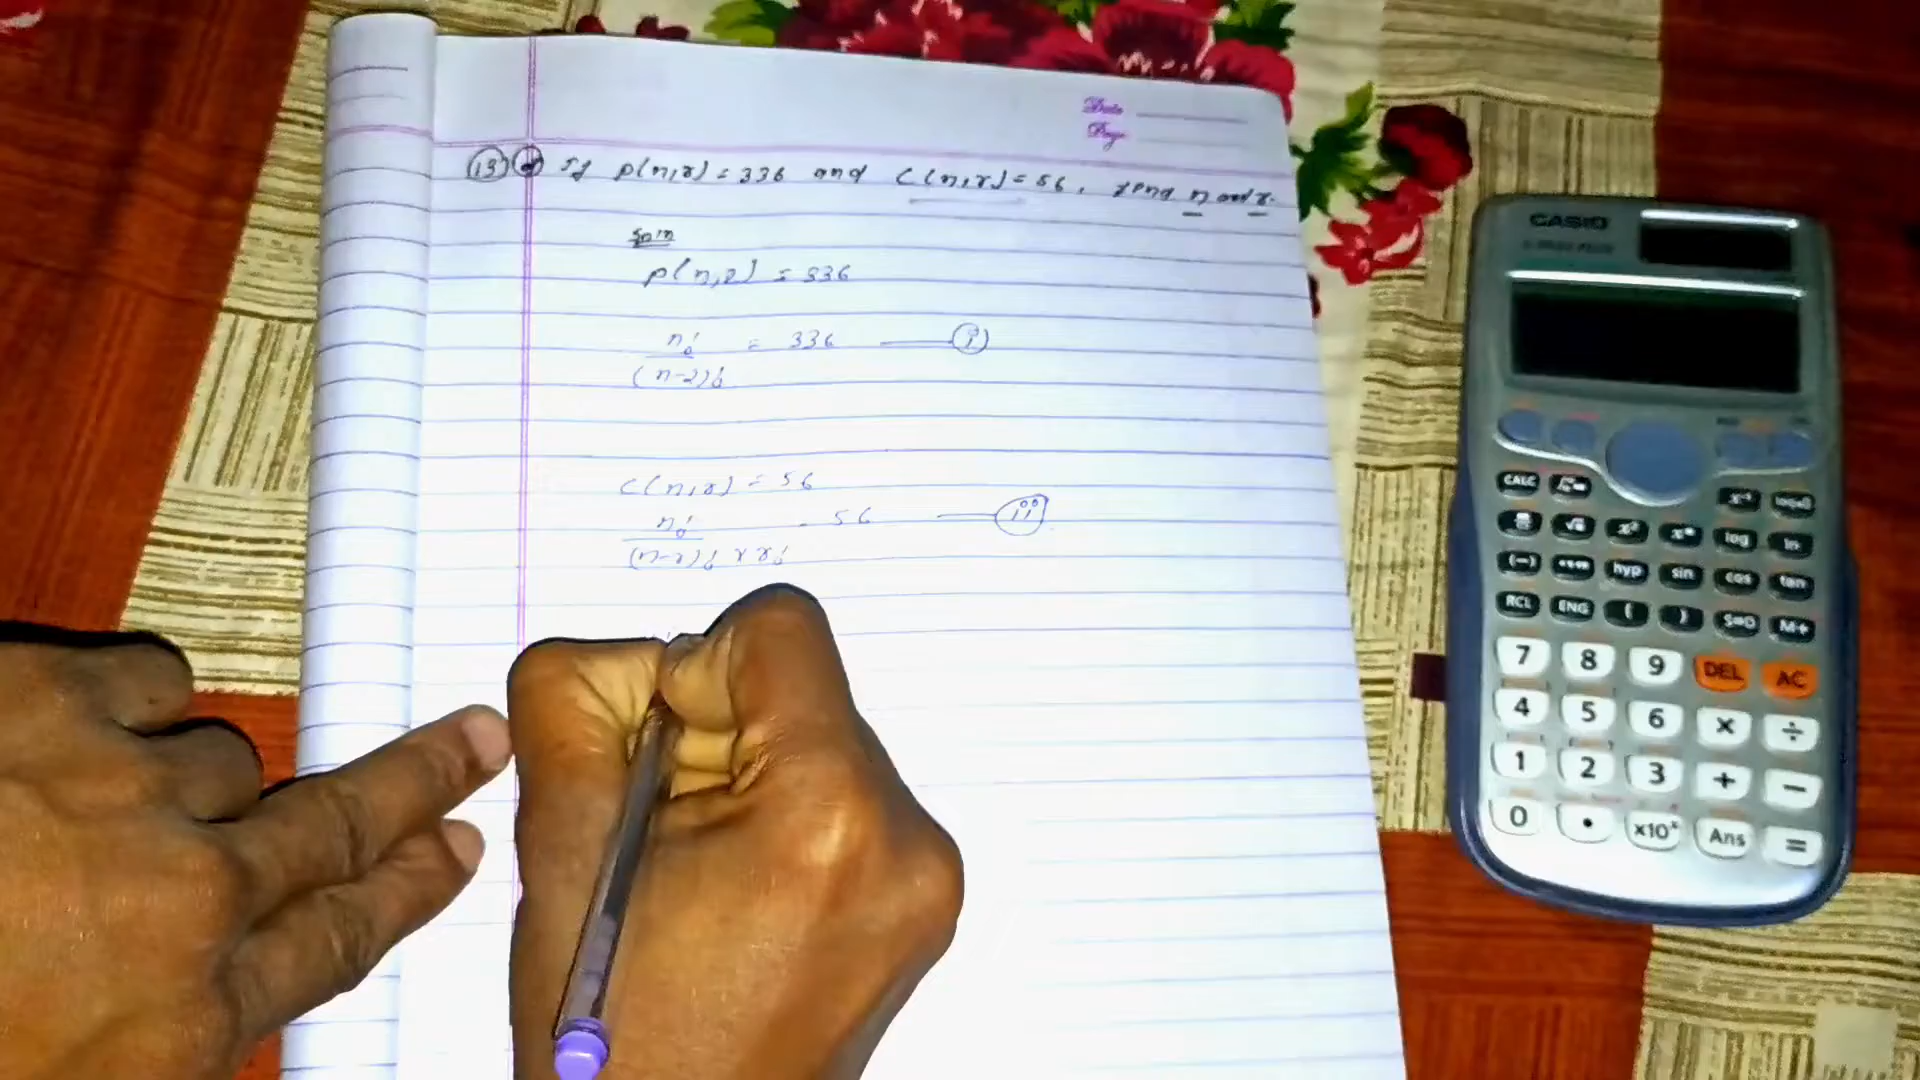 Date
Page
(13) If P(n,r) = 336 and C(n,r) = 56, find n and r.
Soln
P(n,r) = 336
n! = 336 (i)
(n-r)!
C(n,r) = 56
n! = 56 (ii)
(n-r)! x r!
CASIO
CALC x⁻¹
√ x² log ln
(-) hyp sin cos tan
RCL ENG ( ) S⇔D M+
7 8 9 DEL AC
4 5 6 × ÷
1 2 3 + −
0 • ×10ˣ Ans =